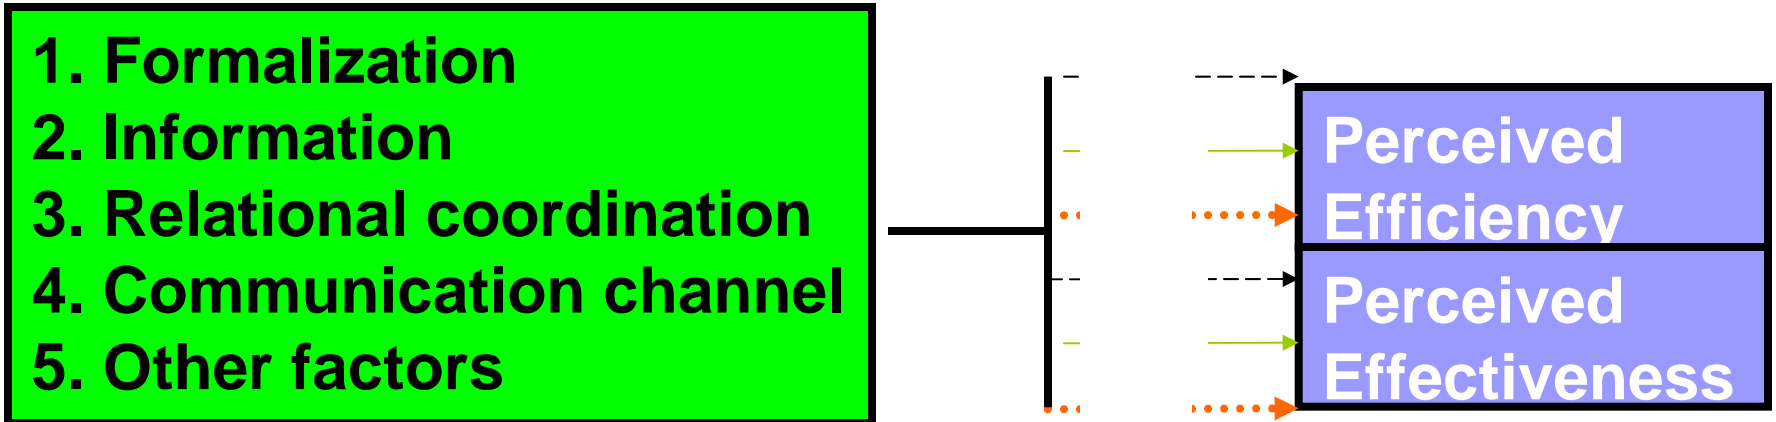 1. Formalization
2. Information
3. Relational coordination
4. Communication channel
5. Other factors
Perceived
Efficiency
Perceived
Effectiveness